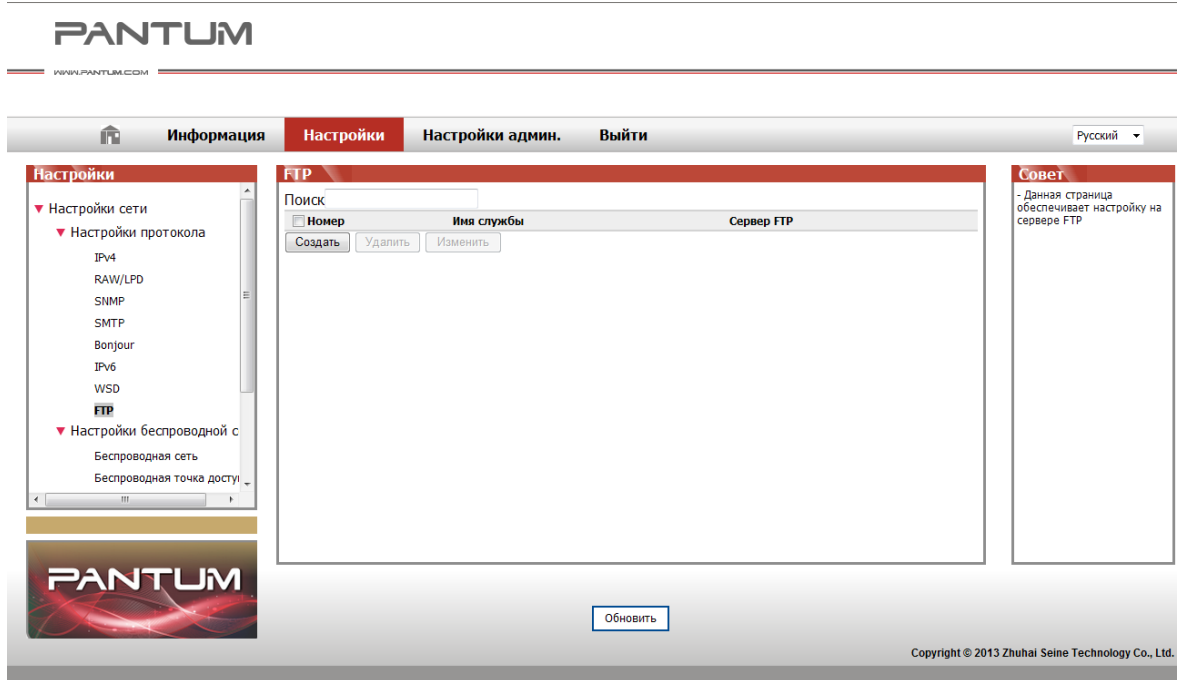 PANTUM
WWW.PANTUM.COM
Информация
Настройки
Настройки админ.
Выйти
Русский
Настройки
Настройки сети
Настройки протокола
IPv4
RAW/LPD
SNMP
SMTP
Bonjour
IPv6
WSD
FTP
Настройки беспроводной с
Беспроводная сеть
Беспроводная точка досту
PANTUM
FTP
Поиск
Номер Имя службы Сервер FTP
Создать Удалить Изменить
Совет
- Данная страница
обеспечивает настройку на
сервере FTP
Обновить
Copyright © 2013 Zhuhai Seine Technology Co., Ltd.